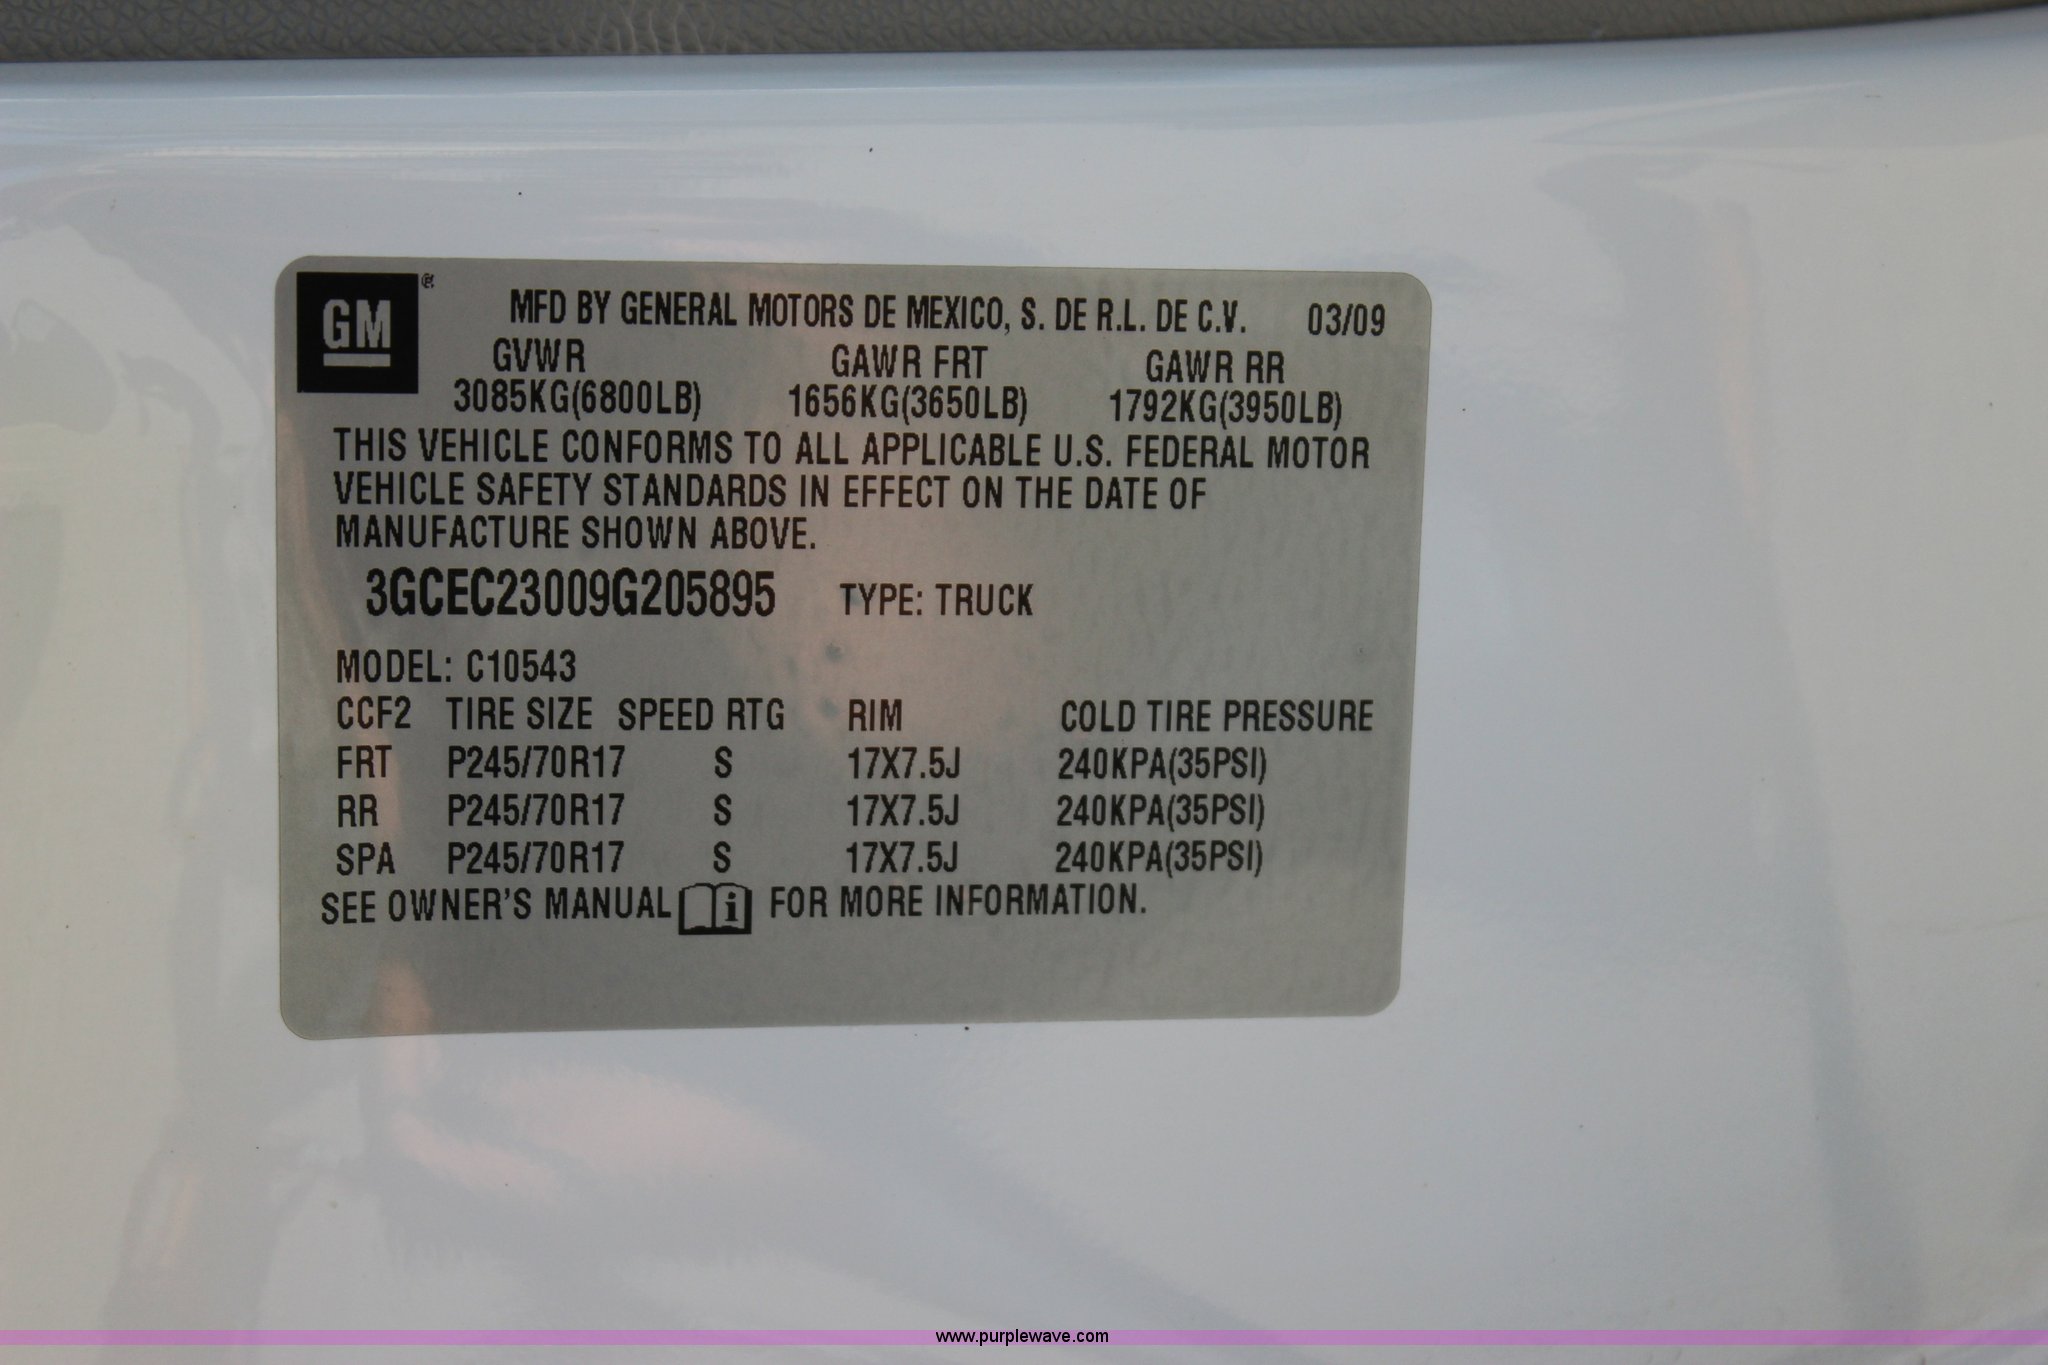 GM
MFD BY GENERAL MOTORS DE MEXICO, S. DE R.L. DE C.V. 03/09
GVWR GAWR FRT GAWR RR
3085KG(6800LB) 1656KG(3650LB) 1792KG(3950LB)
THIS VEHICLE CONFORMS TO ALL APPLICABLE U.S. FEDERAL MOTOR
VEHICLE SAFETY STANDARDS IN EFFECT ON THE DATE OF
MANUFACTURE SHOWN ABOVE.
3GCEC23009G205895 TYPE: TRUCK
MODEL: C10543
CCF2 TIRE SIZE SPEED RTG RIM COLD TIRE PRESSURE
FRT P245/70R17 S 17X7.5J 240KPA(35PSI)
RR P245/70R17 S 17X7.5J 240KPA(35PSI)
SPA P245/70R17 S 17X7.5J 240KPA(35PSI)
SEE OWNER'S MANUAL i FOR MORE INFORMATION.
www.purplewave.com